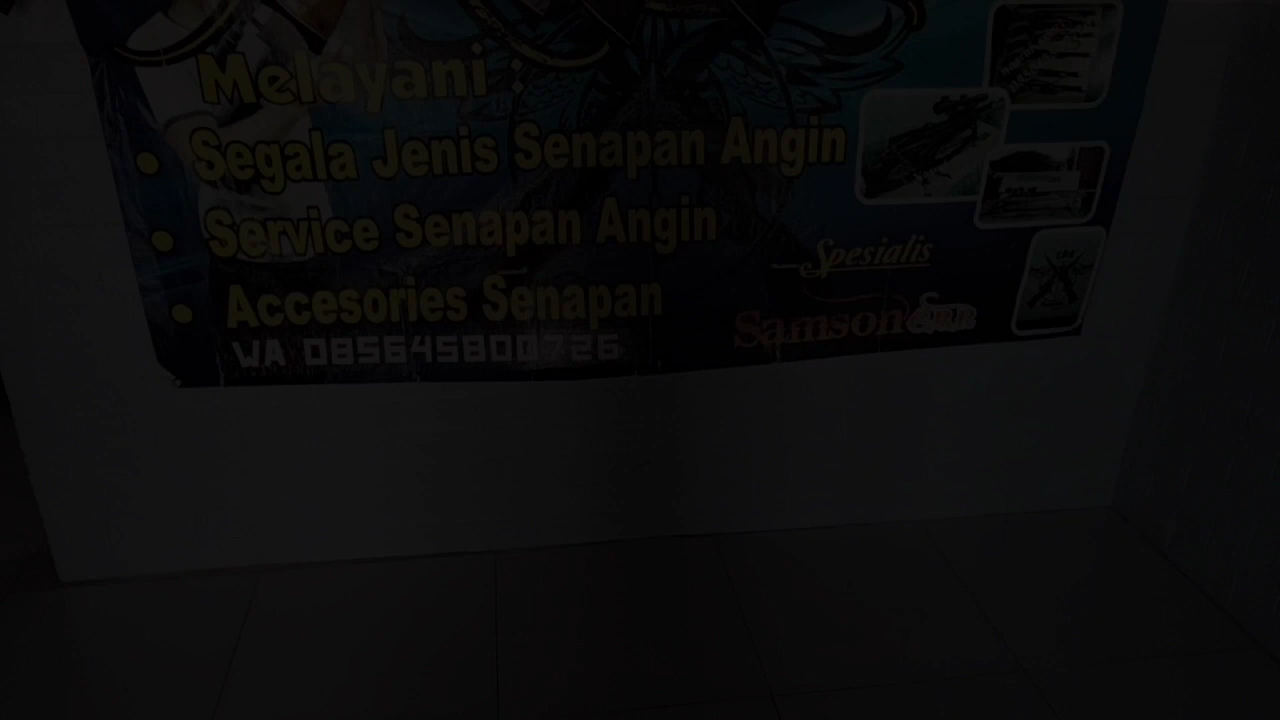 Melayani :
• Segala Jenis Senapan Angin
• Service Senapan Angin
• Accesories Senapan
WA 085645800726
Spesialis
Samson